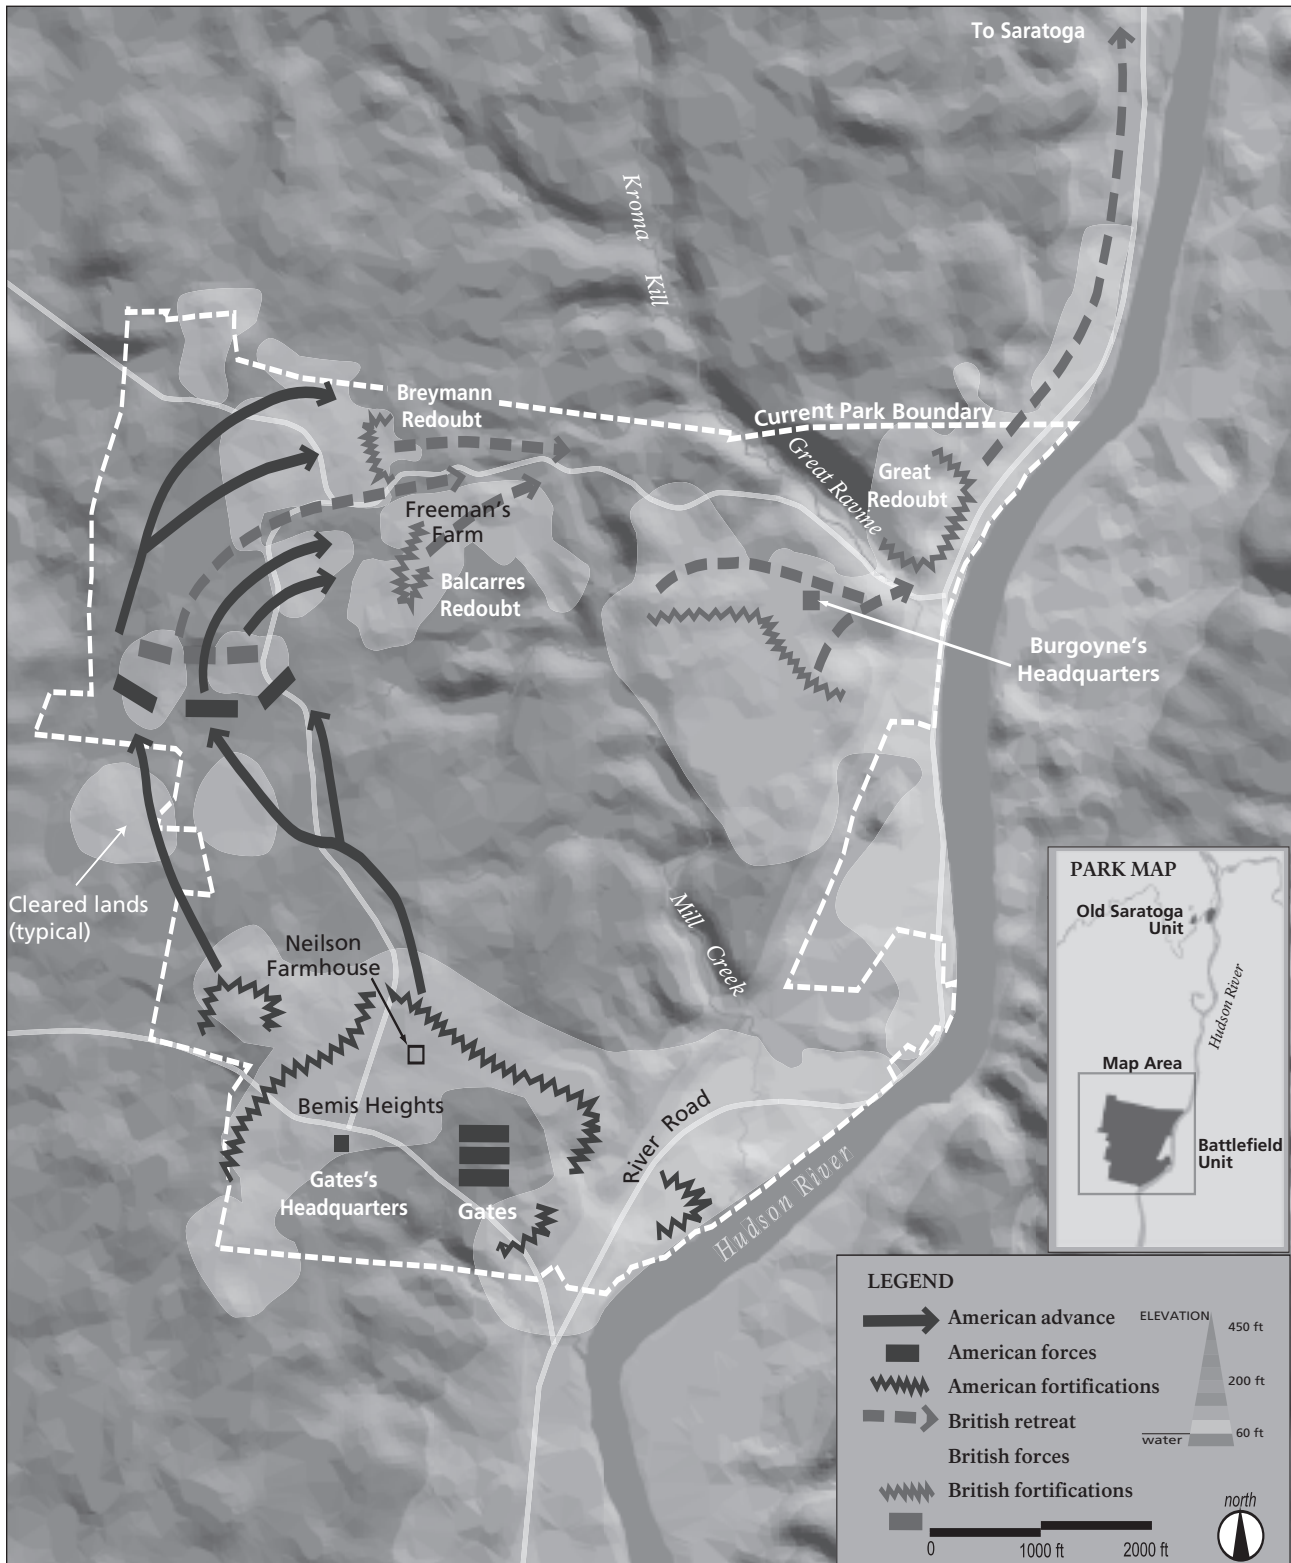 To Saratoga
Kroma Kill
Breymann
Redoubt
Current Park Boundary
Great Ravine
Great
Redoubt
Freeman's
Farm
Balcarres
Redoubt
Burgoyne's
Headquarters
Cleared lands
(typical)
Neilson
Farmhouse
Mill Creek
Bemis Heights
River Road
Gates's
Headquarters
Gates
Hudson River
PARK MAP
Old Saratoga
Unit
Hudson River
Map Area
Battlefield
Unit
LEGEND
American advance
American forces
American fortifications
British retreat
British forces
British fortifications
ELEVATION
450 ft
200 ft
60 ft
water
north
0 1000 ft 2000 ft